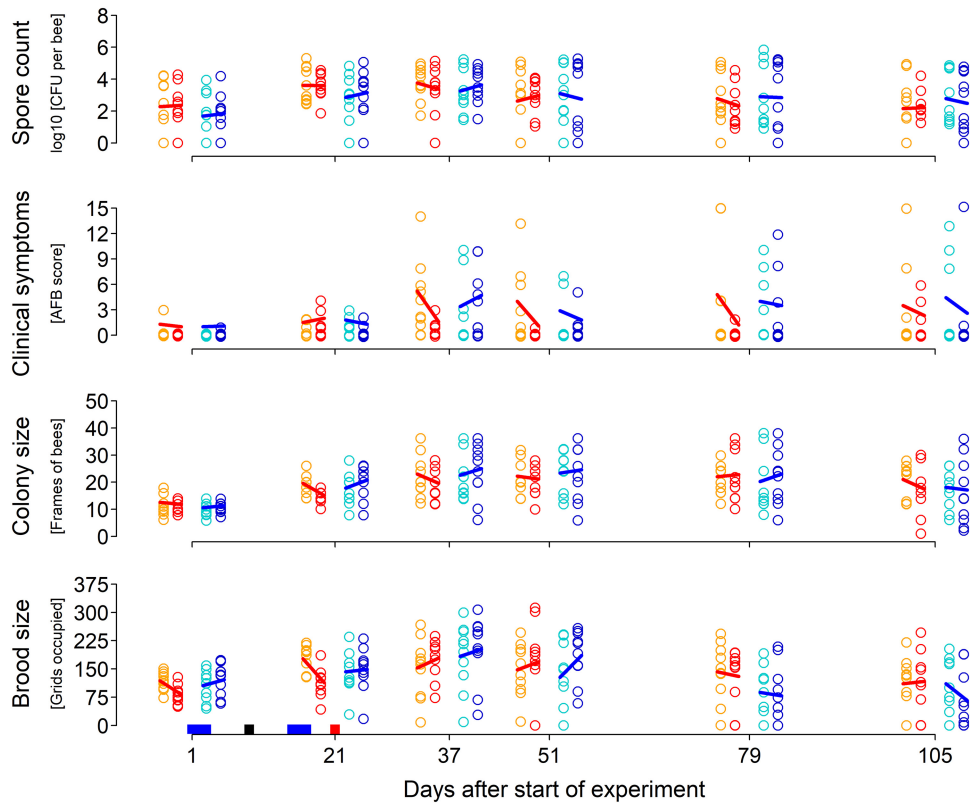 Spore count
log10 [CFU per bee]
8
6
4
2
0
Clinical symptoms
[AFB score]
15
12
9
6
3
0
Colony size
[Frames of bees]
50
40
30
20
10
0
Brood size
[Grids occupied]
375
300
225
150
75
0
1 21 37 51 79 105
Days after start of experiment